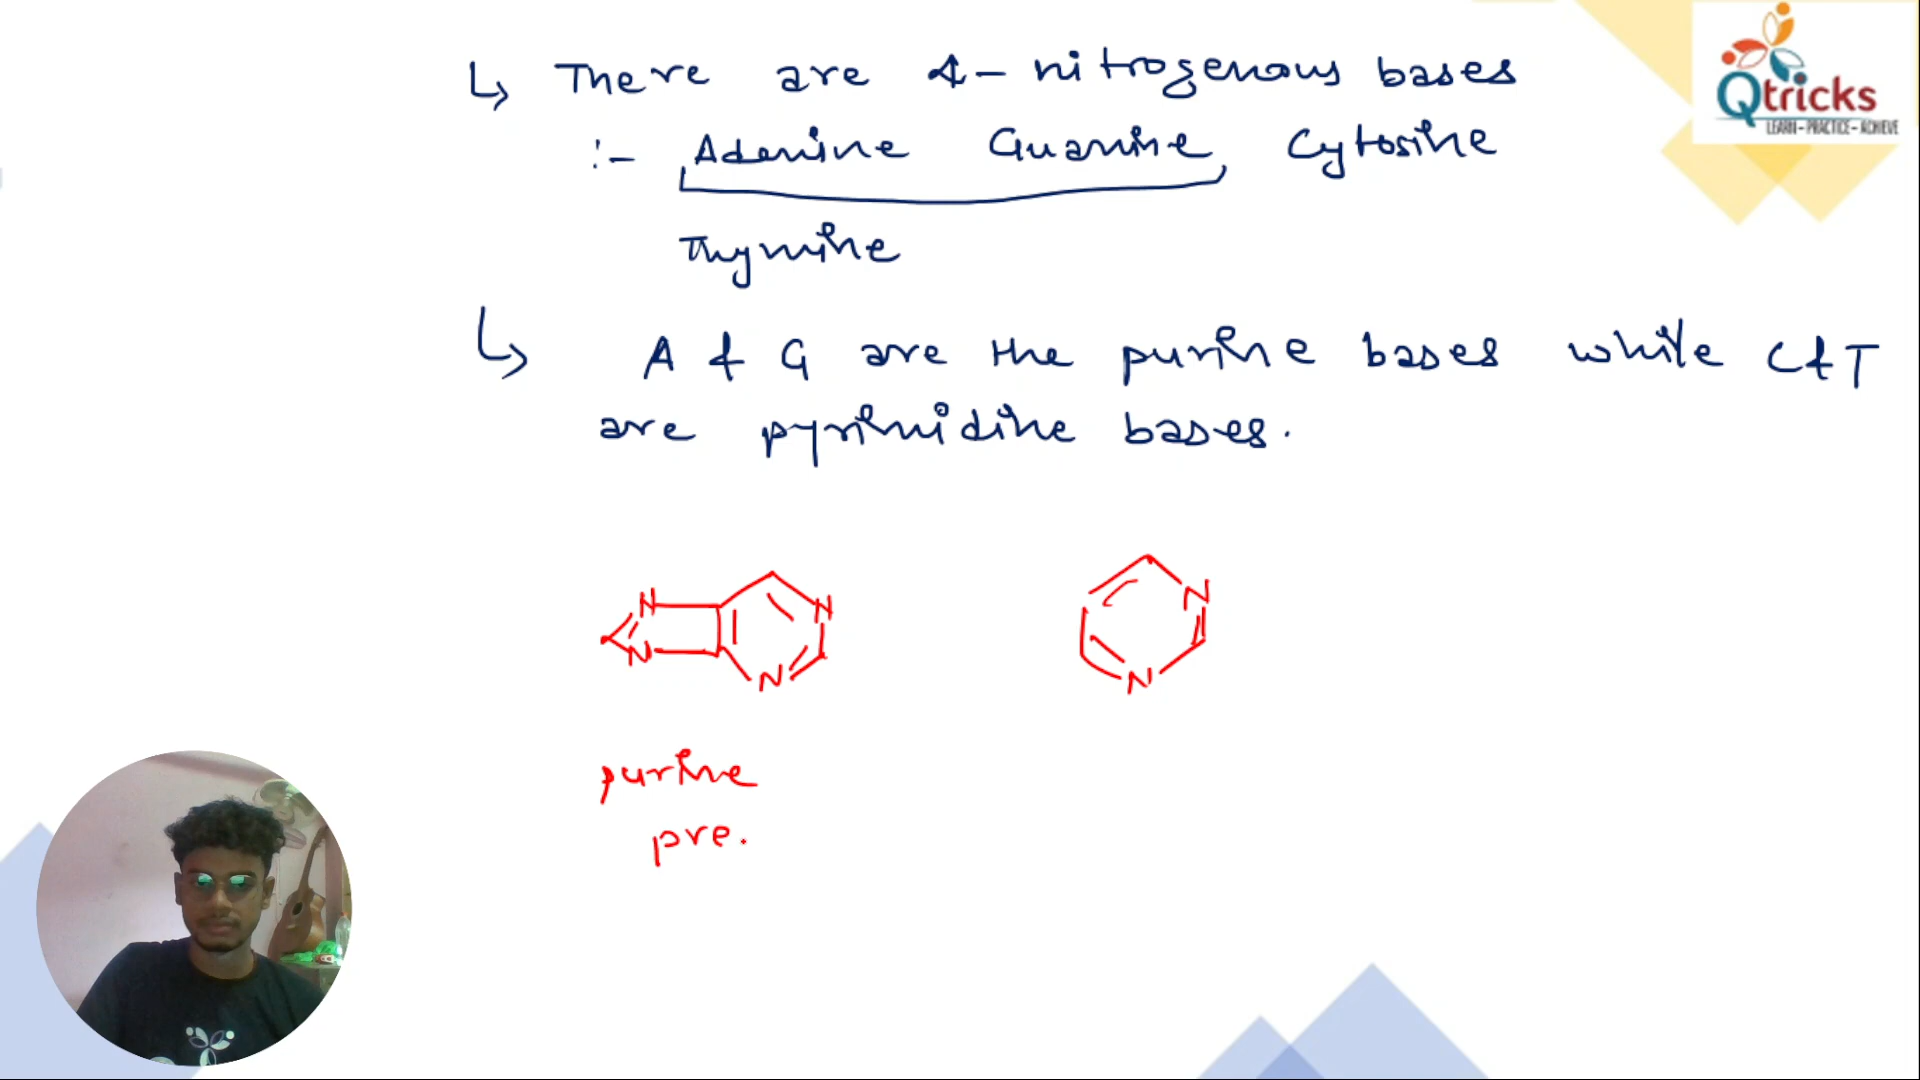 ↳ There are 4- nitrogenous bases
:- Adenine Guanine, Cytosine
Thymine
↳ A & G are the purine bases while C & T
are pyrimidine bases.
N N N N
N N
purine
pre.
Qtricks
LEARN-PRACTICE-ACHIEVE